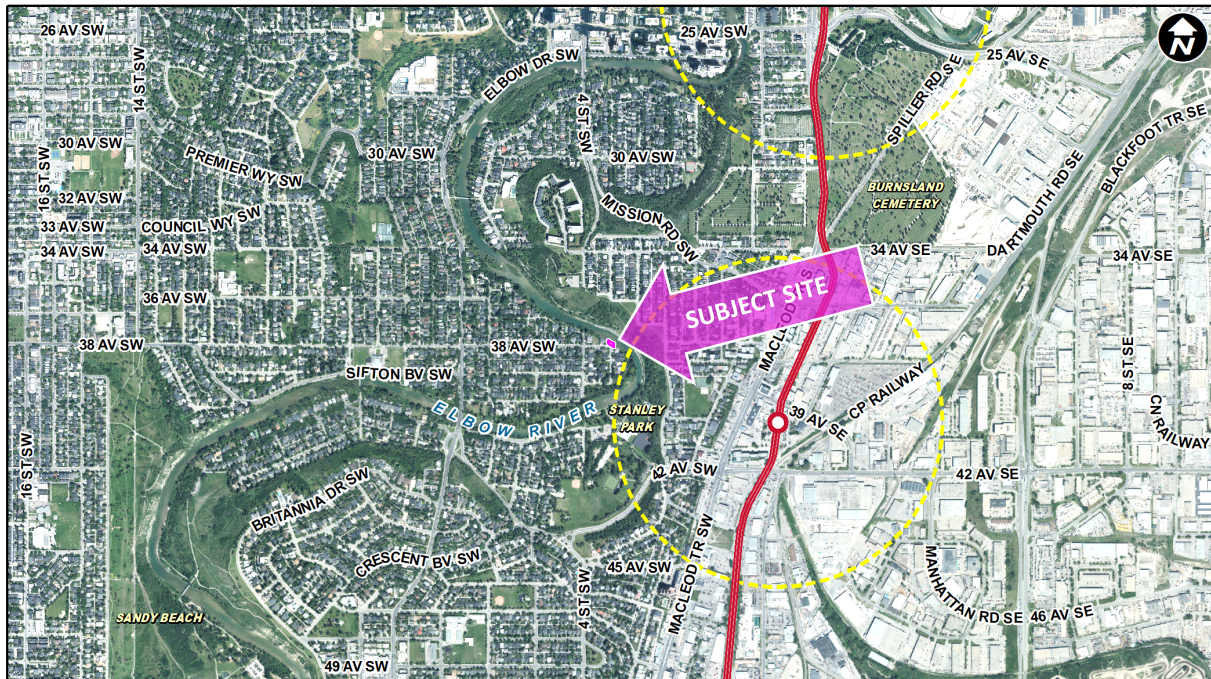 26 AV SW
25 AV SW
N
14 ST SW
ELBOW DR SW
4 ST SW
SPILLER RD SE
25 AV SE
BLACKFOOT TR SE
16 ST SW
30 AV SW
PREMIER WY SW
30 AV SW
30 AV SW
DARTMOUTH RD SE
32 AV SW
BURNSLAND
CEMETERY
33 AV SW
COUNCIL WY SW
MISSION RD SW
34 AV SW
34 AV SW
34 AV SE
34 AV SE
36 AV SW
SUBJECT SITE
MACLEOD
S
38 AV SW
38 AV SW
8 ST SE
SIFTON BV SW
CP RAILWAY
ELBOW RIVER
STANLEY
PARK
39 AV SE
CN RAILWAY
16 ST SW
42 AV SW
42 AV SE
BRITANNIA DR SW
CRESCENT BV SW
45 AV SW
MACLEOD TR SW
4 ST SW
MANHATTAN RD SE
46 AV SE
SANDY BEACH
49 AV SW